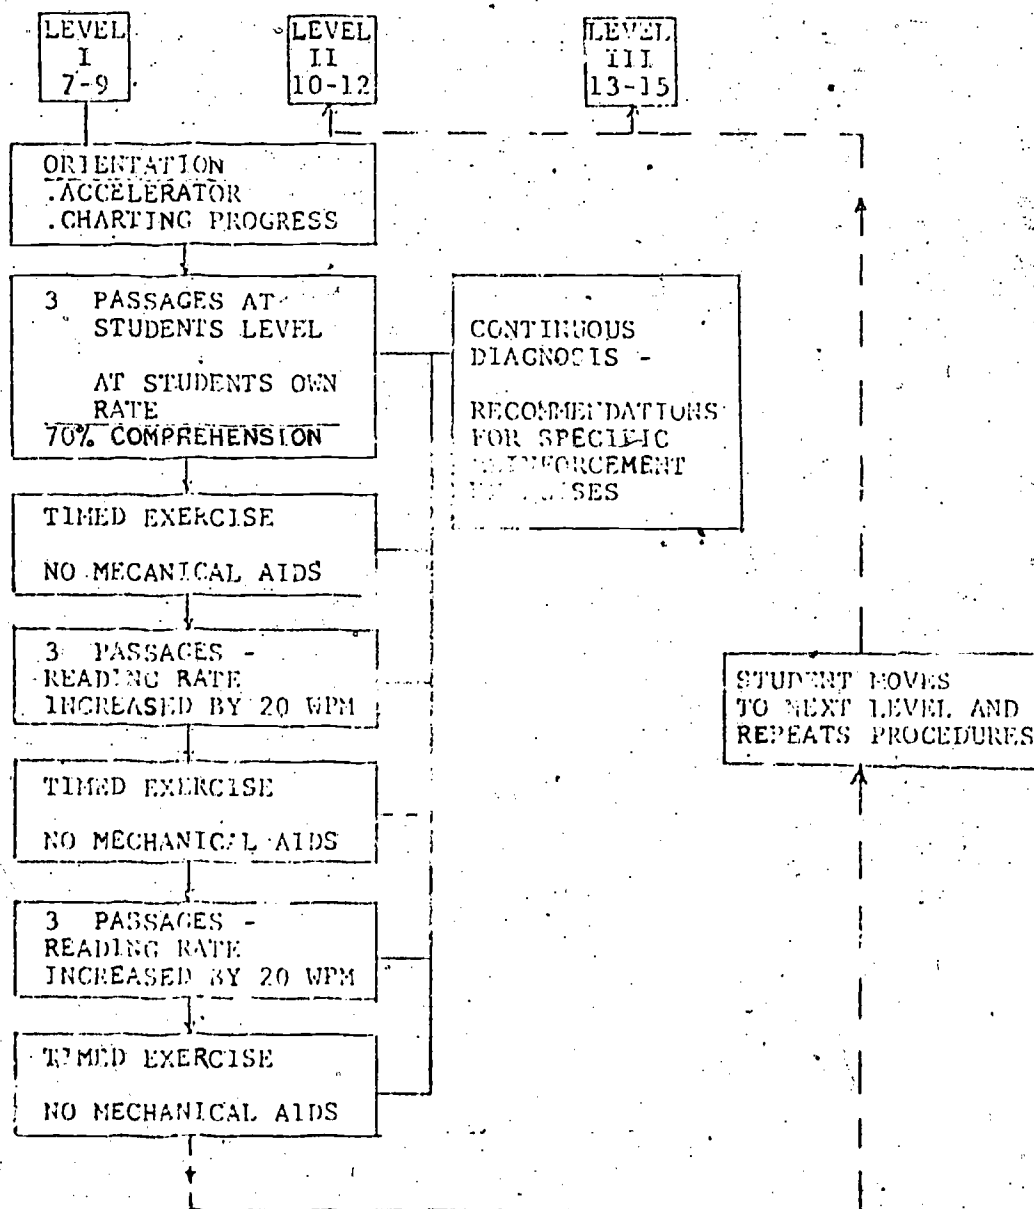 LEVEL
I
7-9
LEVEL
II
10-12
LEVEL
III
13-15
ORIENTATION
.ACCELERATOR
.CHARTING PROGRESS
3 PASSAGES AT
STUDENTS LEVEL
AT STUDENTS OWN
RATE
70% COMPREHENSION
CONTINUOUS
DIAGNOSIS -
RECOMMENDATIONS
FOR SPECIFIC
REINFORCEMENT
TIMED EXERCISE
NO MECANICAL AIDS
3 PASSAGES -
READING RATE
INCREASED BY 20 WPM
STUDENT MOVES
TO NEXT LEVEL AND
REPEATS PROCEDURES
TIMED EXERCISE
NO MECHANICAL AIDS
3 PASSAGES -
READING RATE
INCREASED BY 20 WPM
TIMED EXERCISE
NO MECHANICAL AIDS